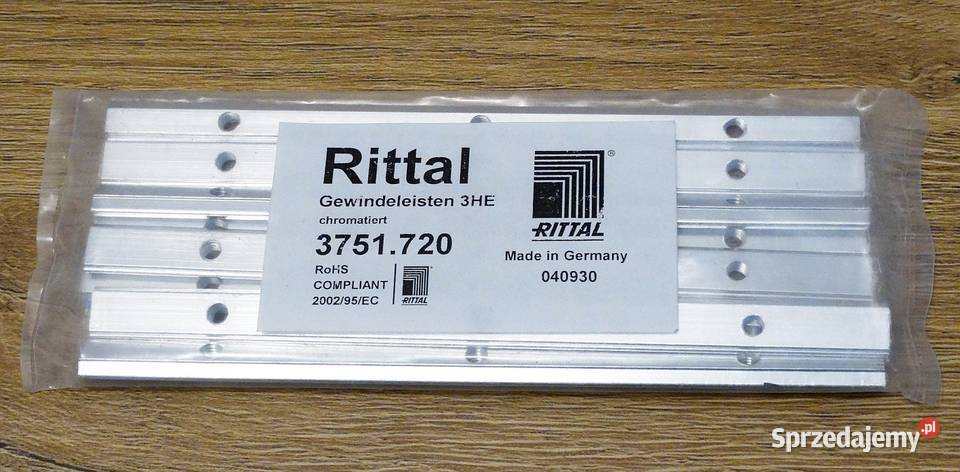 Rittal
Gewindeleisten 3HE
chromatiert
3751.720
RoHS
COMPLIANT
2002/95/EC
RITTAL
®
RITTAL
Made in Germany
040930
Sprzedajemy.pl